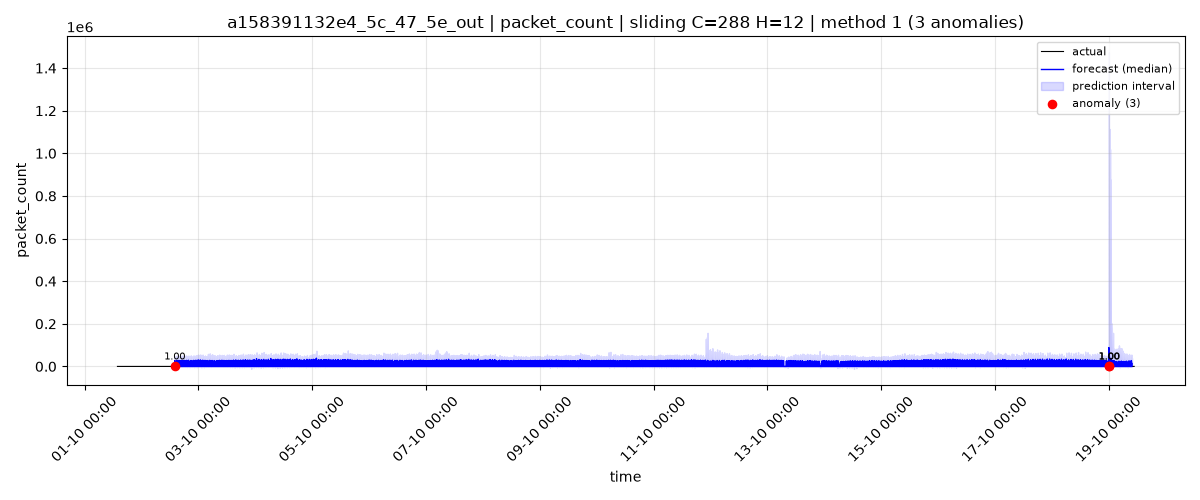 a158391132e4_5c_47_5e_out | packet_count | sliding C=288 H=12 | method 1 (3 anomalies)
1e6
actual
forecast (median)
prediction interval
anomaly (3)
1.4
1.2
1.0
0.8
0.6
0.4
0.2
0.0
packet_count
1.00
1.00
01-10 00:00
03-10 00:00
05-10 00:00
07-10 00:00
09-10 00:00
11-10 00:00
13-10 00:00
15-10 00:00
17-10 00:00
19-10 00:00
time